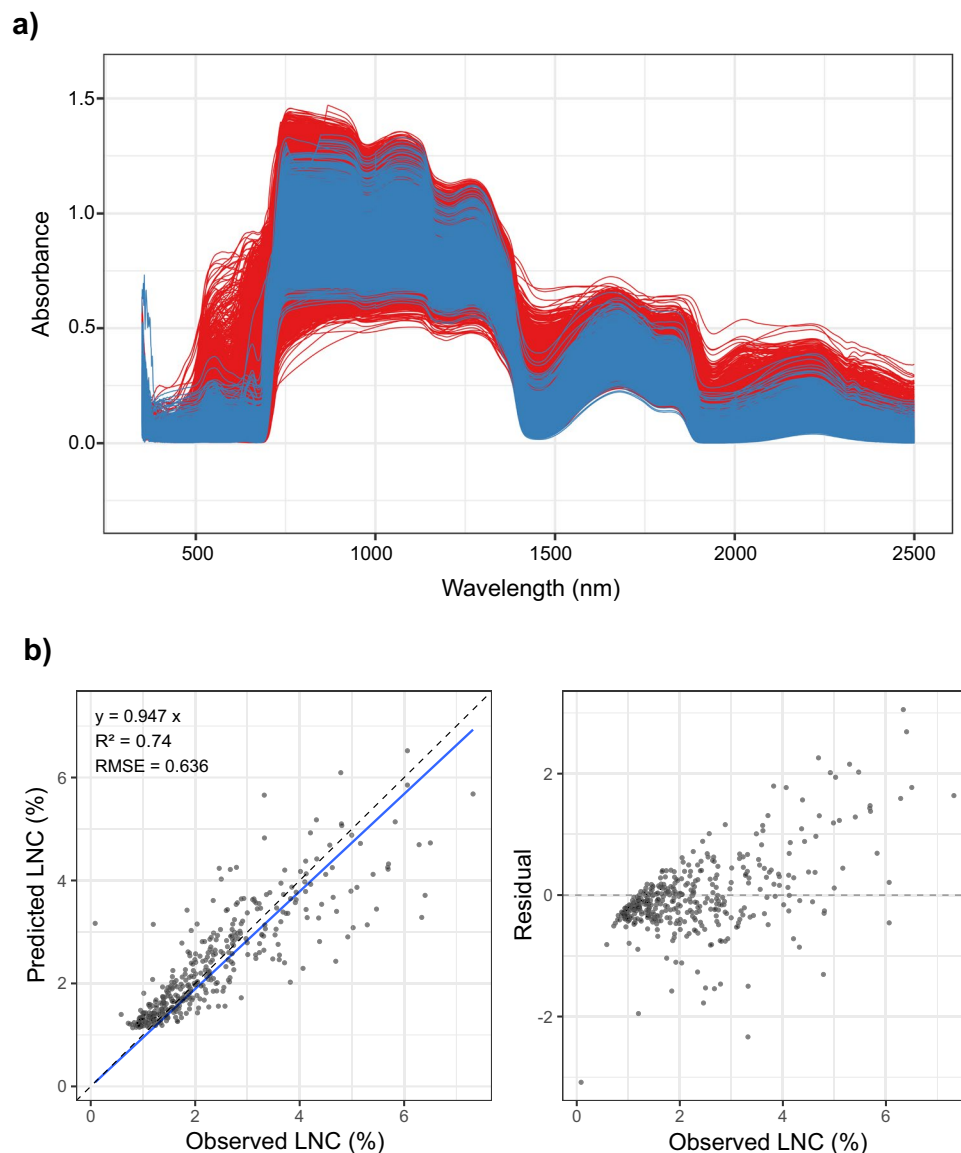 a)
1.5
1.0
0.5
0.0
Absorbance
500 1000 1500 2000 2500
Wavelength (nm)
b)
y = 0.947 x
R² = 0.74
RMSE = 0.636
6
4
2
0
Predicted LNC (%)
0 2 4 6
Observed LNC (%)
2
0
-2
Residual
0 2 4 6
Observed LNC (%)